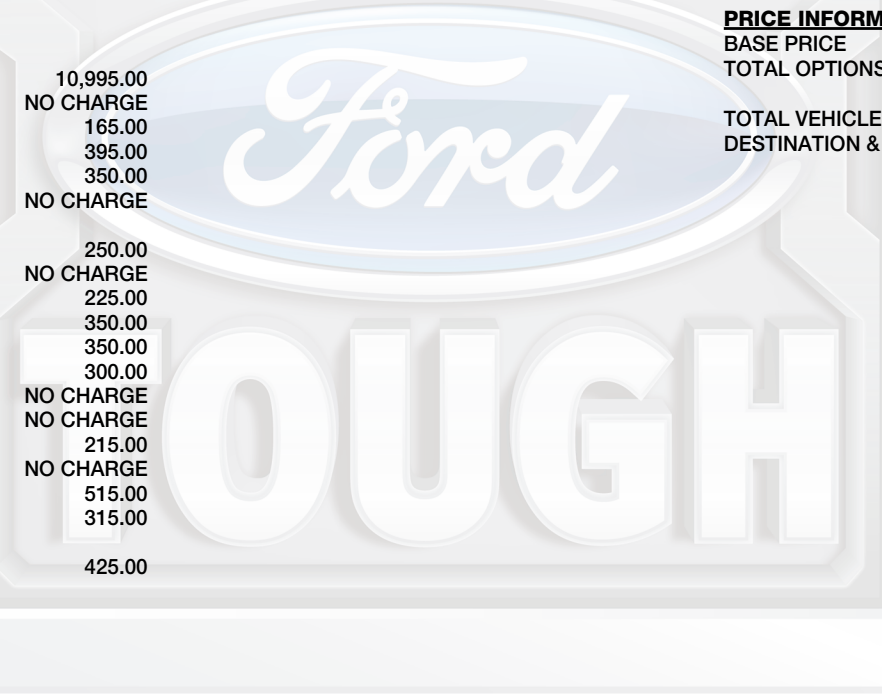 PRICE INFORM
BASE PRICE
TOTAL OPTIONS
TOTAL VEHICLE
DESTINATION &
10,995.00
NO CHARGE
165.00
395.00
350.00
NO CHARGE
250.00
NO CHARGE
225.00
350.00
350.00
300.00
NO CHARGE
NO CHARGE
215.00
NO CHARGE
515.00
315.00
425.00
Ford
TOUGH